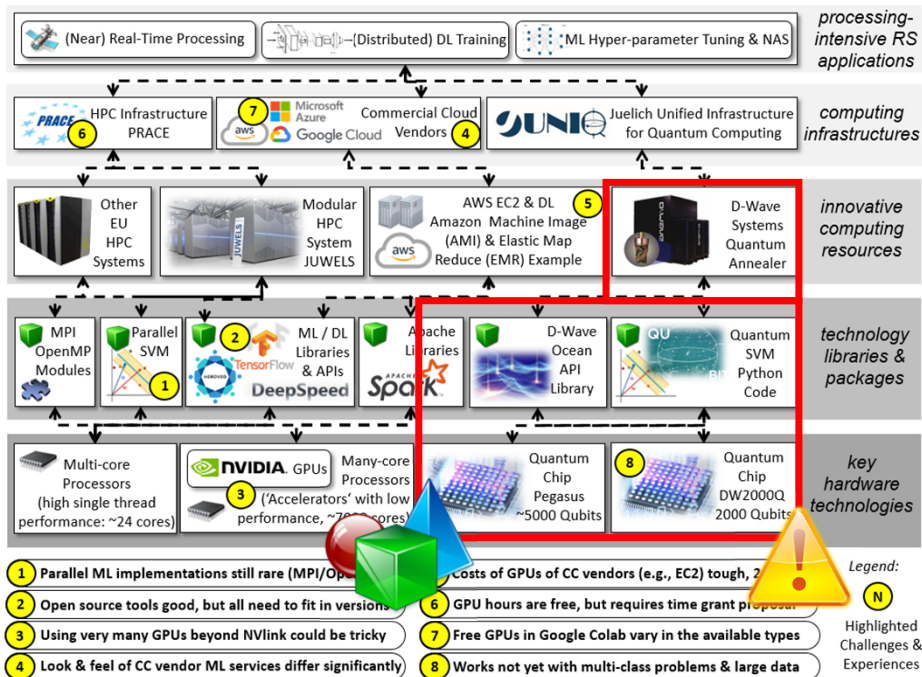 processing-
intensive RS
applications
(Near) Real-Time Processing
(Distributed) DL Training
ML Hyper-parameter Tuning & NAS
computing
infrastructures
PRACE
6
HPC Infrastructure
PRACE
7
Microsoft
Azure
aws
Google Cloud
Commercial Cloud
Vendors
4
JUNIQ
Juelich Unified Infrastructure
for Quantum Computing
innovative
computing
resources
Other
EU
HPC
Systems
JUWELS
Modular
HPC
System
JUWELS
aws
AWS EC2 & DL
Amazon Machine Image
(AMI) & Elastic Map
Reduce (EMR) Example
5
D-Wave
Systems
Quantum
Annealer
technology
libraries &
packages
MPI
OpenMP
Modules
Parallel
SVM
1
2
HOROVOD
TensorFlow
DeepSpeed
ML / DL
Libraries
& APIs
Apache
Libraries
APACHE
Spark
D-Wave
Ocean
API
Library
QU
BIT
Quantum
SVM
Python
Code
key
hardware
technologies
Multi-core
Processors
(high single thread
performance: ~24 cores)
NVIDIA. GPUs
3
Many-core
Processors
('Accelerators' with low
performance, cores)
Quantum
Chip
Pegasus
~5000 Qubits
8
Quantum
Chip
DW2000Q
2000 Qubits
1 Parallel ML implementations still rare
2 Open source tools good, but all need to fit in versions
3 Using very many GPUs beyond NVlink could be tricky
4 Look & feel of CC vendor ML services differ significantly
Costs of GPUs of CC vendors (e.g., EC2) tough,
6 GPU hours are free, but requires time grant proposal
7 Free GPUs in Google Colab vary in the available types
8 Works not yet with multi-class problems & large data
Legend:
N
Highlighted
Challenges &
Experiences